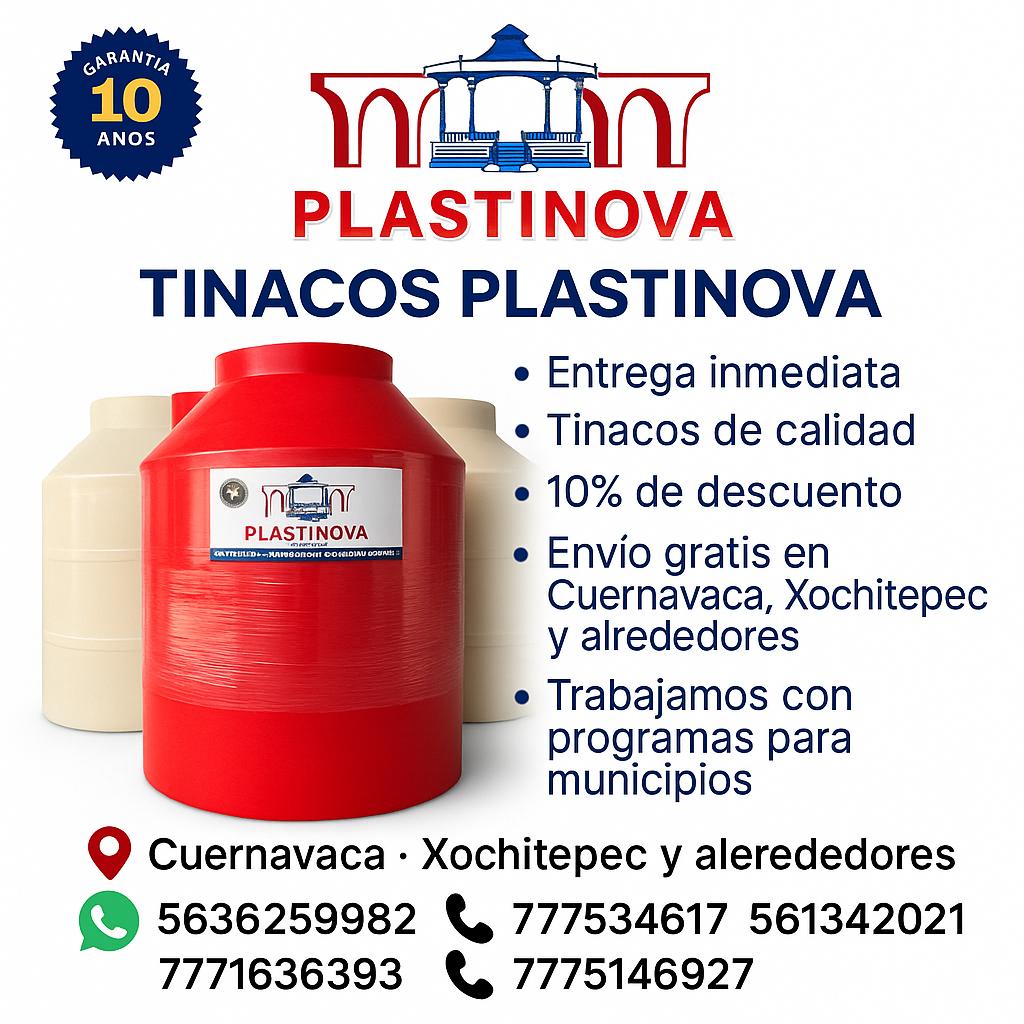 GARANTIA
10
ANOS
PLASTINOVA
TINACOS PLASTINOVA
• Entrega inmediata
• Tinacos de calidad
• 10% de descuento
• Envío gratis en
Cuernavaca, Xochitepec
y alrededores
• Trabajamos con
programas para
municipios
PLASTINOVA
Cuernavaca · Xochitepec y alerededores
5636259982 777534617 561342021
7771636393 7775146927